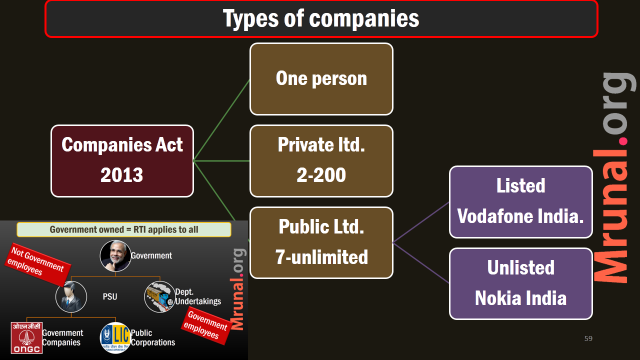 Types of companies
One person
Companies Act
2013
Private ltd.
2-200
Public Ltd.
7-unlimited
Listed
Vodafone India.
Unlisted
Nokia India
Mrunal.org
Government owned = RTI applies to all
Government
Not Government
employees
PSU
Dept.
Undertakings
Government
employees
ओएनजीसी
ONGC
Government
Companies
LIC
Public
Corporations
Mrunal.org
59